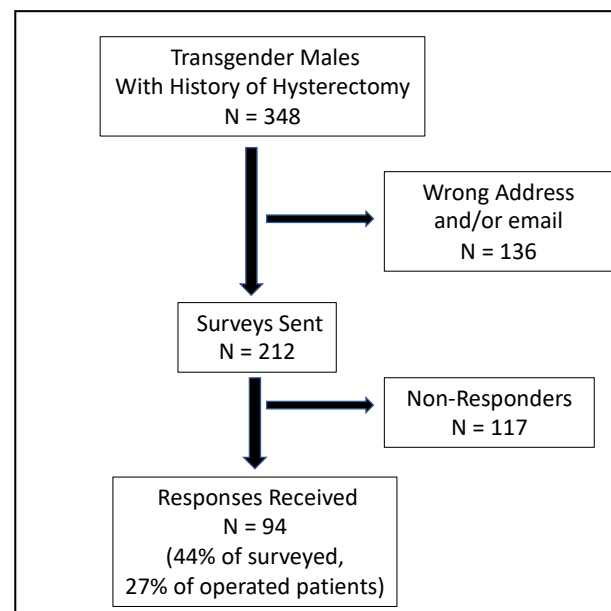 Transgender Males
With History of Hysterectomy
N = 348
Wrong Address
and/or email
N = 136
Surveys Sent
N = 212
Non-Responders
N = 117
Responses Received
N = 94
(44% of surveyed,
27% of operated patients)